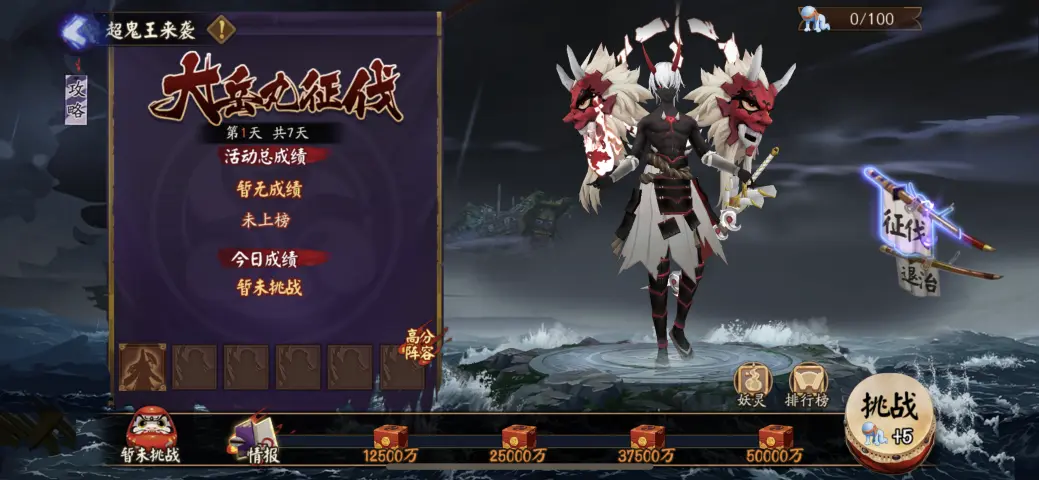 超鬼王来袭
!
0/100
攻略
大岳丸征伐
第1天 共7天
活动总成绩
暂无成绩
未上榜
今日成绩
暂未挑战
高分
阵容
征伐
退治
妖灵
排行榜
挑战
+5
暂未挑战
情报
12500万
25000万
37500万
50000万